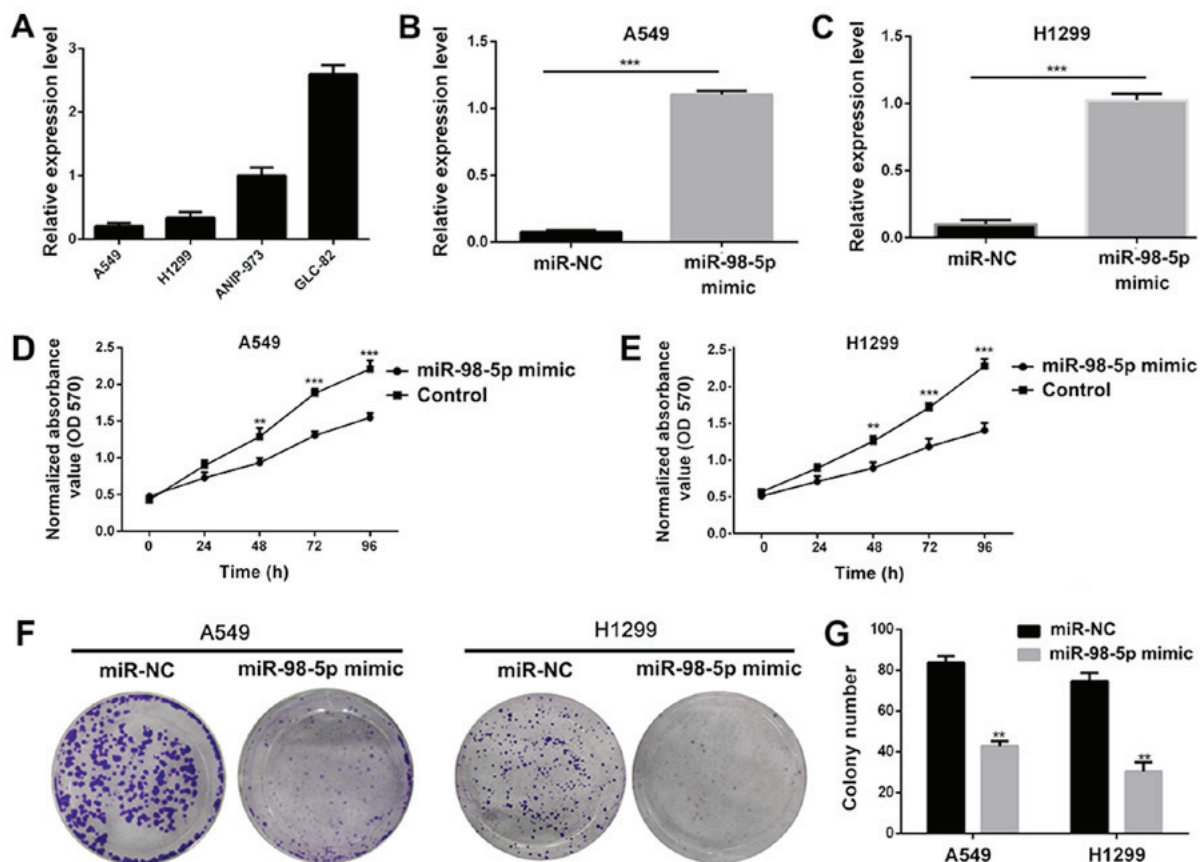 A
Relative expression level
3
2
1
0
A549
H1299
ANIP-973
GLC-82
B
A549
Relative expression level
1.5
1.0
0.5
0.0
***
miR-NC
miR-98-5p
mimic
C
H1299
Relative expression level
1.5
1.0
0.5
0.0
***
miR-NC
miR-98-5p
mimic
D
A549
Normalized absorbance
value (OD 570)
2.5
2.0
1.5
1.0
0.5
0.0
**
***
***
miR-98-5p mimic
Control
0 24 48 72 96
Time (h)
E
H1299
Normalized absorbance
value (OD 570)
2.5
2.0
1.5
1.0
0.5
0.0
**
***
***
miR-98-5p mimic
Control
0 24 48 72 96
Time (h)
F
A549
miR-NC miR-98-5p mimic
H1299
miR-NC miR-98-5p mimic
G
miR-NC
miR-98-5p mimic
Colony number
100
80
60
40
20
0
**
**
A549 H1299